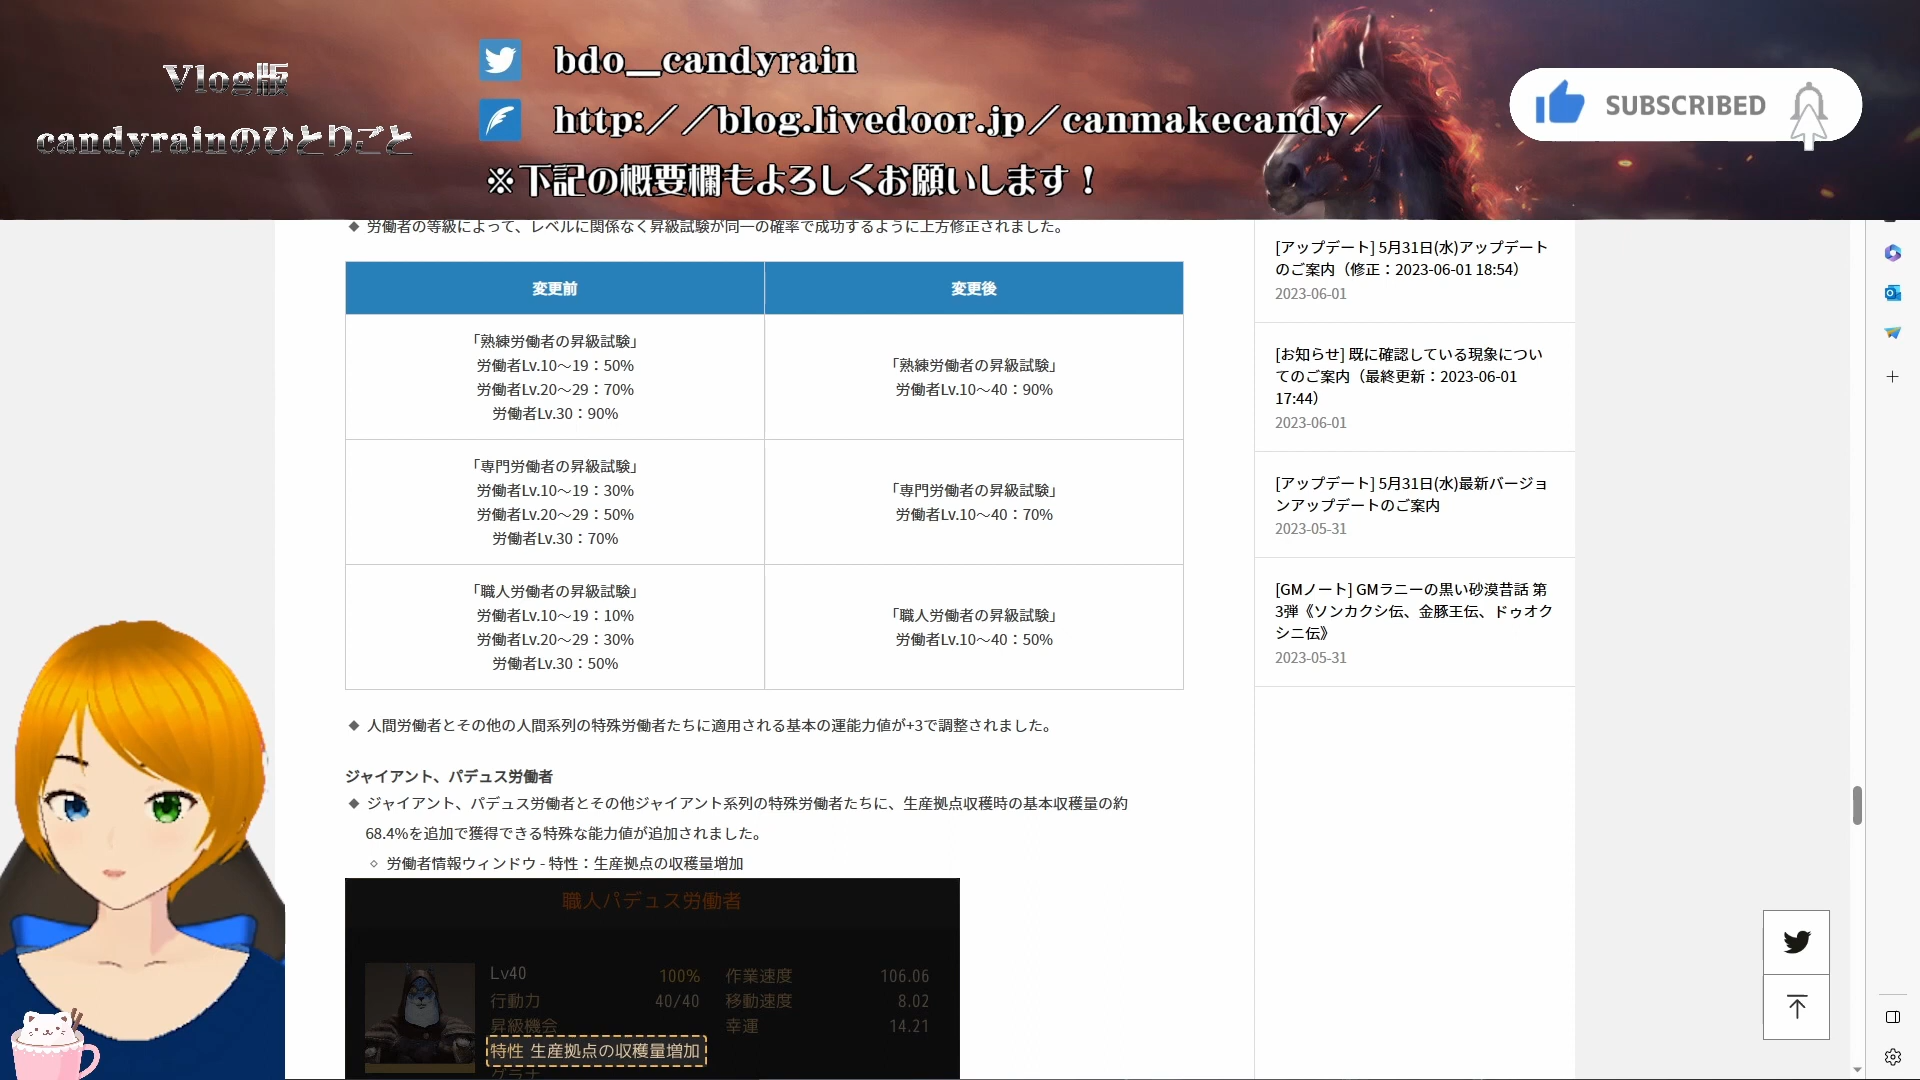 Vlog版
candyrainのひとりごと
bdo__candyrain
http://blog.livedoor.jp/canmakecandy/
※下記の概要欄もよろしくお願いします！
SUBSCRIBED
◆ 労働者の等級によって、レベルに関係なく昇級試験が同一の確率で成功するように上方修正されました。
変更前
変更後
「熟練労働者の昇級試験」
労働者Lv.10～19：50%
労働者Lv.20～29：70%
労働者Lv.30：90%
「熟練労働者の昇級試験」
労働者Lv.10～40：90%
「専門労働者の昇級試験」
労働者Lv.10～19：30%
労働者Lv.20～29：50%
労働者Lv.30：70%
「専門労働者の昇級試験」
労働者Lv.10～40：70%
「職人労働者の昇級試験」
労働者Lv.10～19：10%
労働者Lv.20～29：30%
労働者Lv.30：50%
「職人労働者の昇級試験」
労働者Lv.10～40：50%
◆ 人間労働者とその他の人間系列の特殊労働者たちに適用される基本の運能力値が+3で調整されました。
ジャイアント、パデュス労働者
◆ ジャイアント、パデュス労働者とその他ジャイアント系列の特殊労働者たちに、生産拠点収穫時の基本収穫量の約
68.4%を追加で獲得できる特殊な能力値が追加されました。
◇ 労働者情報ウィンドウ - 特性：生産拠点の収穫量増加
職人パデュス労働者
Lv40 100% 作業速度 106.06
行動力 40/40 移動速度 8.02
昇級機会 幸運 14.21
特性 生産拠点の収穫量増加
グラナ
[アップデート] 5月31日(水)アップデート
のご案内（修正：2023-06-01 18:54）
2023-06-01
[お知らせ] 既に確認している現象につい
てのご案内（最終更新：2023-06-01
17:44）
2023-06-01
[アップデート] 5月31日(水)最新バージョ
ンアップデートのご案内
2023-05-31
[GMノート] GMラニーの黒い砂漠昔話 第
3弾《ソンカクシ伝、金豚王伝、ドゥオク
シニ伝》
2023-05-31